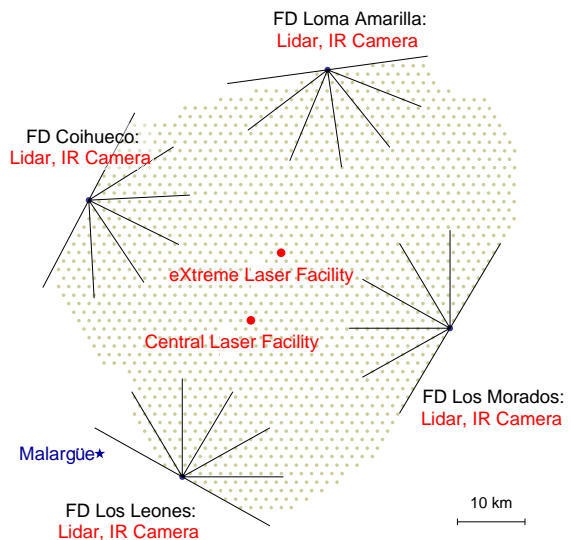 FD Loma Amarilla:
Lidar, IR Camera
FD Coihueco:
Lidar, IR Camera
eXtreme Laser Facility
Central Laser Facility
FD Los Morados:
Lidar, IR Camera
Malargüe
FD Los Leones:
Lidar, IR Camera
10 km